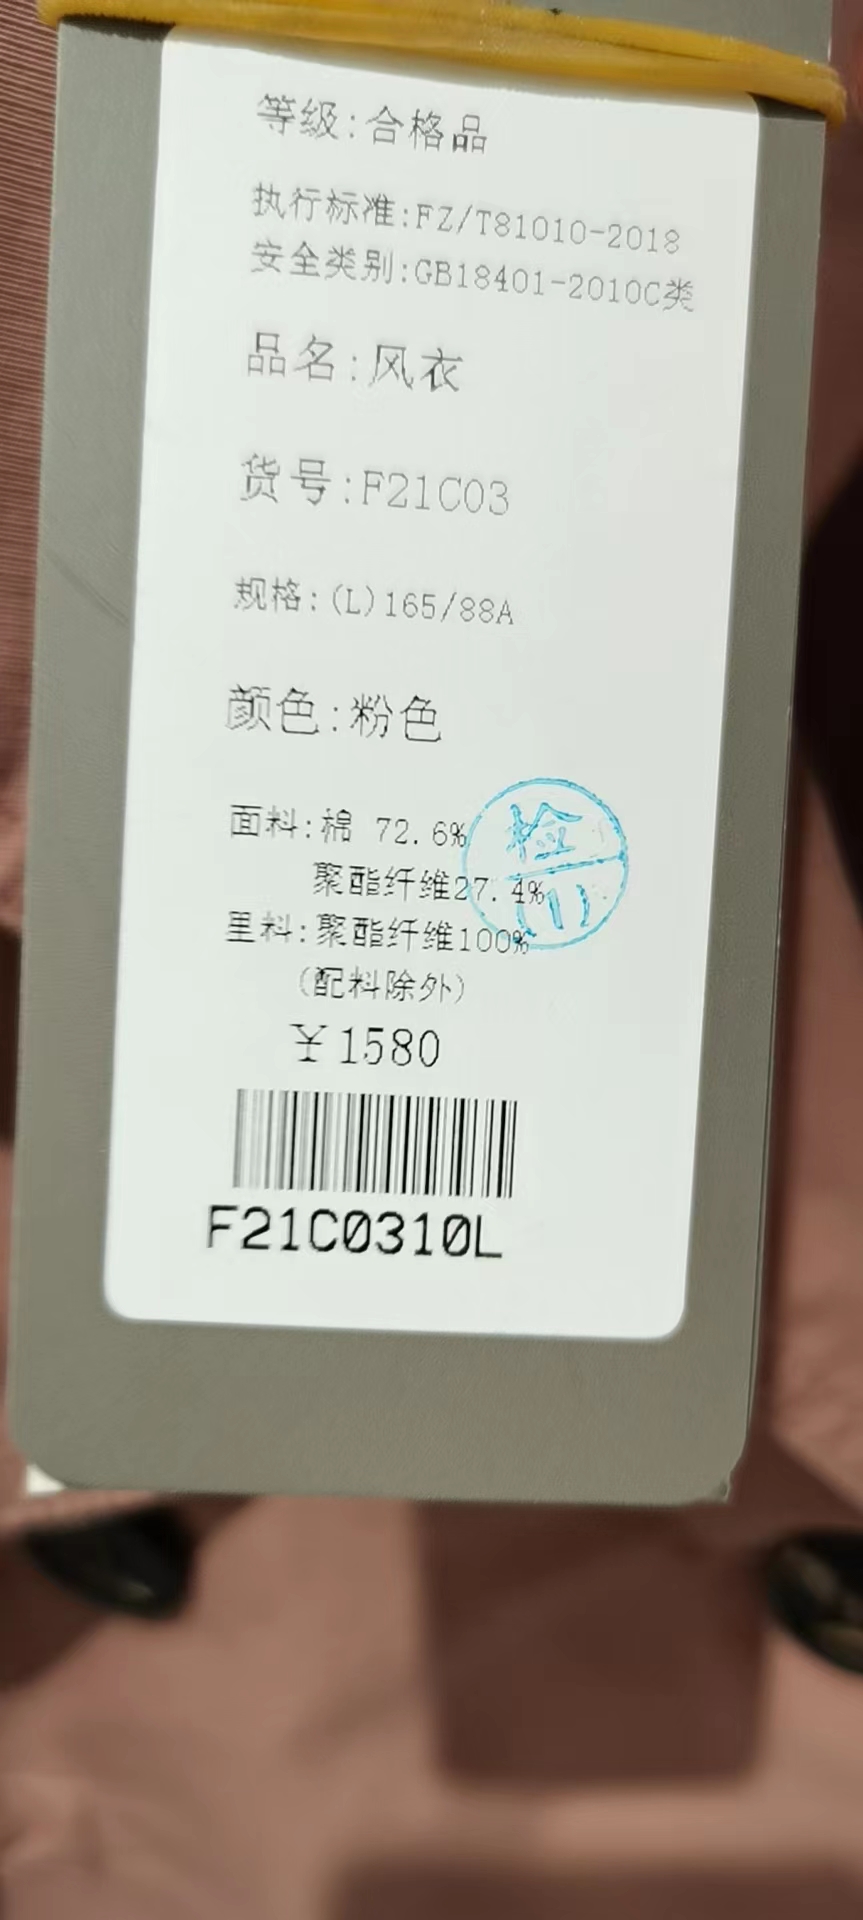 等级:合格品
执行标准:FZ/T81010-2018
安全类别:GB18401-2010C类
品名:风衣
货号:F21C03
规格:(L)165/88A
颜色:粉色
面料:棉 72.6%
聚酯纤维27.4%
里料:聚酯纤维100%
(配料除外)
¥1580
F21C0310L
检
(1)